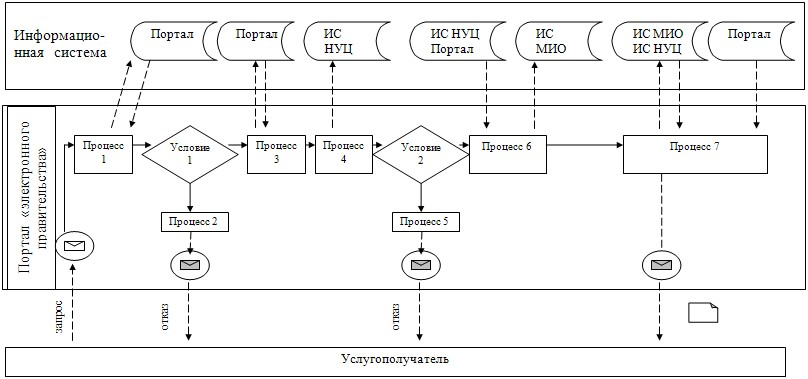 Информацио-
нная система
Портал
Портал
ИС
НУЦ
ИС НУЦ
Портал
ИС
МИО
ИС МИО
ИС НУЦ
Портал
Портал «электронного
правительства»
Процесс
1
Условие
1
Процесс
3
Процесс
4
Условие
2
Процесс 6
Процесс 7
Процесс 2
Процесс 5
запрос
отказ
отказ
Услугополучатель